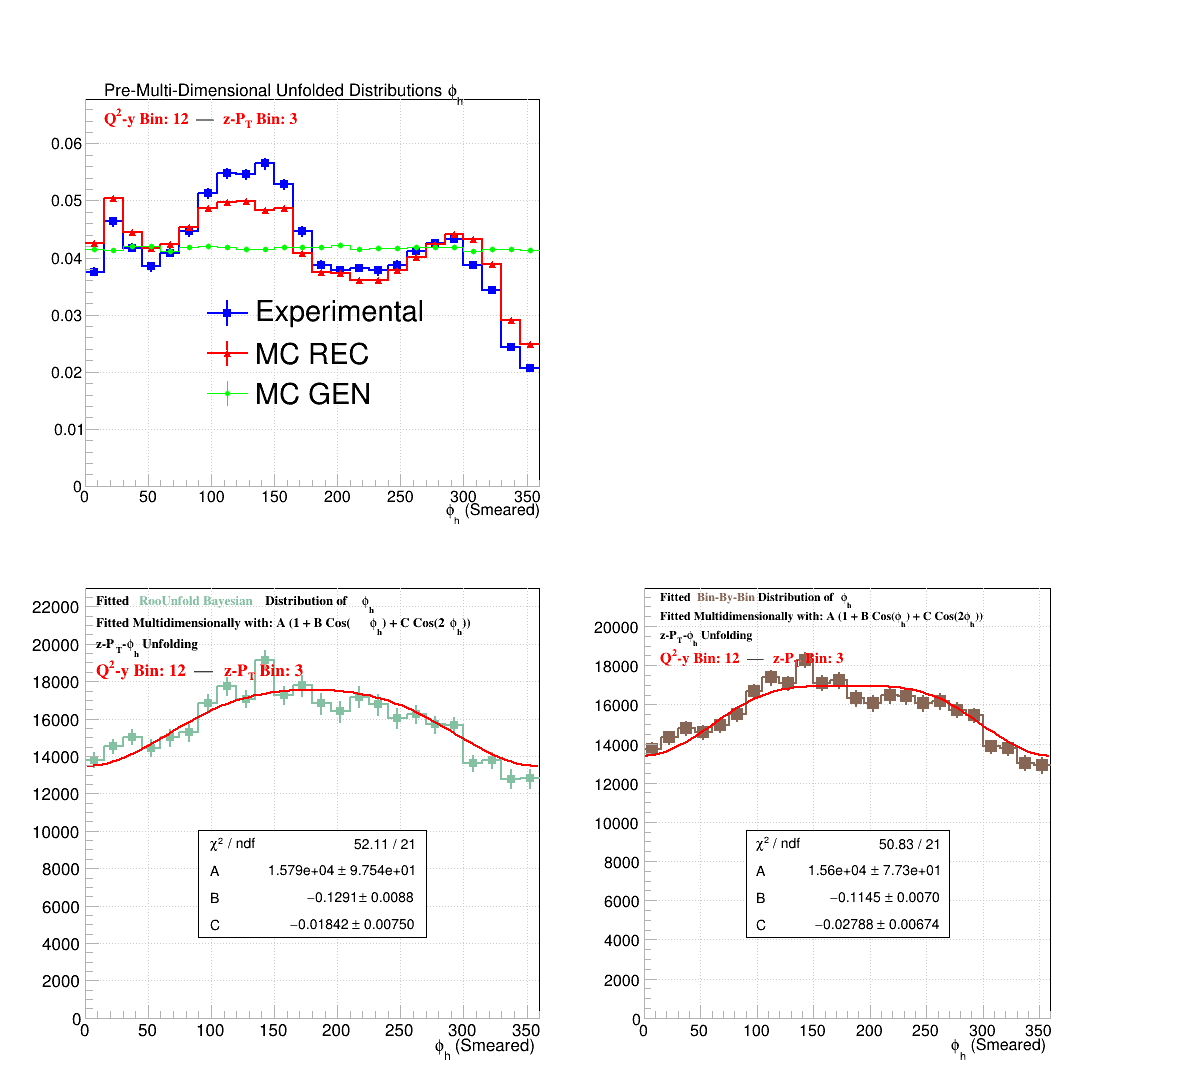 Pre-Multi-Dimensional Unfolded Distributions ϕh
Q²-y Bin: 12 — z-PT Bin: 3
0.06
0.05
0.04
0.03
0.02
0.01
0
Experimental
MC REC
MC GEN
0 50 100 150 200 250 300 350
ϕh (Smeared)
Fitted RooUnfold Bayesian Distribution of ϕh
Fitted Multidimensionally with: A (1 + B Cos( ϕh) + C Cos(2 ϕh))
z-PT-ϕh Unfolding
Q²-y Bin: 12 — z-PT Bin: 3
22000
20000
18000
16000
14000
12000
10000
8000
6000
4000
2000
0
χ² / ndf 52.11 / 21
A 1.579e+04 ± 9.754e+01
B −0.1291 ± 0.0088
C −0.01842 ± 0.00750
0 50 100 150 200 250 300 350
ϕh (Smeared)
Fitted Bin-By-Bin Distribution of ϕh
Fitted Multidimensionally with: A (1 + B Cos(ϕh) + C Cos(2ϕh))
z-PT-ϕh Unfolding
Q²-y Bin: 12 — z-PT Bin: 3
20000
18000
16000
14000
12000
10000
8000
6000
4000
2000
0
χ² / ndf 50.83 / 21
A 1.56e+04 ± 7.73e+01
B −0.1145 ± 0.0070
C −0.02788 ± 0.00674
0 50 100 150 200 250 300 350
ϕh (Smeared)